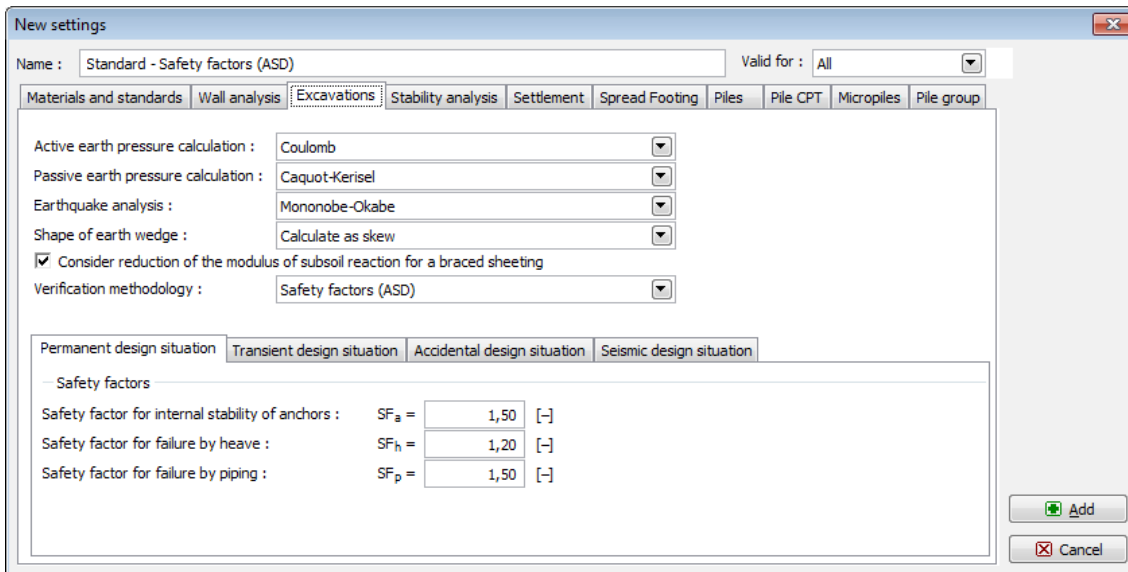 New settings
Name : Standard - Safety factors (ASD) Valid for : All
Materials and standards Wall analysis Excavations Stability analysis Settlement Spread Footing Piles Pile CPT Micropiles Pile group
Active earth pressure calculation : Coulomb
Passive earth pressure calculation : Caquot-Kerisel
Earthquake analysis : Mononobe-Okabe
Shape of earth wedge : Calculate as skew
Consider reduction of the modulus of subsoil reaction for a braced sheeting
Verification methodology : Safety factors (ASD)
Permanent design situation Transient design situation Accidental design situation Seismic design situation
Safety factors
Safety factor for internal stability of anchors : SFa = 1,50 [–]
Safety factor for failure by heave : SFh = 1,20 [–]
Safety factor for failure by piping : SFp = 1,50 [–]
Add
Cancel